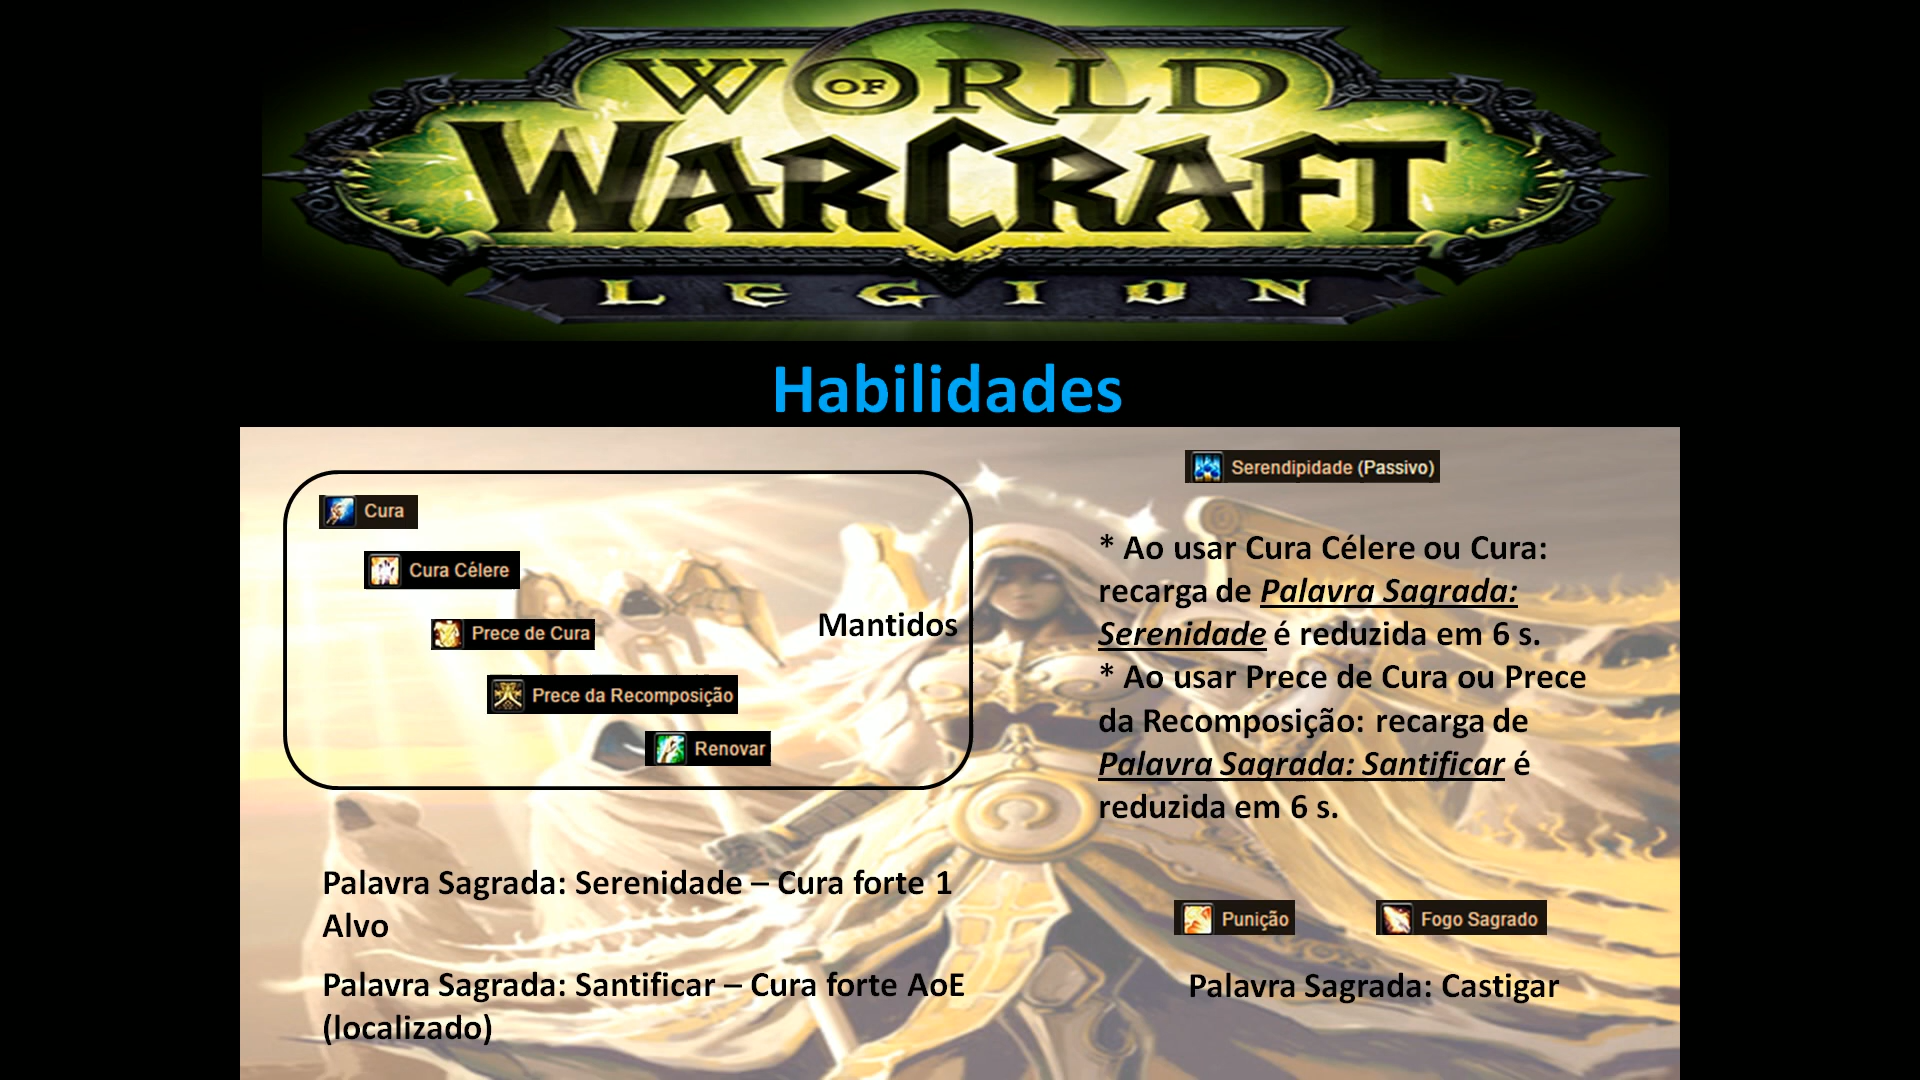 WORLD OF
WARCRAFT
LEGION
Habilidades
Cura
Cura Célere
Prece de Cura
Prece da Recomposição
Renovar
Mantidos
Palavra Sagrada: Serenidade – Cura forte 1
Alvo
Palavra Sagrada: Santificar – Cura forte AoE
(localizado)
Serendipidade (Passivo)
* Ao usar Cura Célere ou Cura:
recarga de Palavra Sagrada:
Serenidade é reduzida em 6 s.
* Ao usar Prece de Cura ou Prece
da Recomposição: recarga de
Palavra Sagrada: Santificar é
reduzida em 6 s.
Punição
Fogo Sagrado
Palavra Sagrada: Castigar